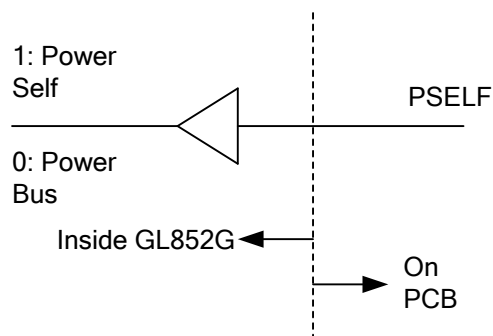 1: Power
Self
PSELF
0: Power
Bus
Inside GL852G
On
PCB